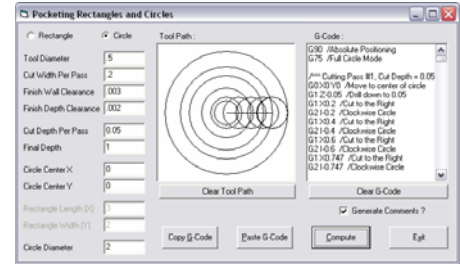 Pocketing Rectangles and Circles
Rectangle
Circle
Tool Path :
G-Code :
Tool Diameter
.5
Cut Width Per Pass
.2
Finish Wall Clearance
.003
Finish Depth Clearance
.002
Cut Depth Per Pass
0.05
Final Depth
1
Circle Center X
0
Circle Center Y
0
Rectangle Length (X)
3
Rectangle Width (Y)
2
Circle Diameter
2
Clear Tool Path
G90 /Absolute Positioning
G75 /Full Circle Mode
/*** Cutting Pass #1, Cut Depth = 0.05
G0X0Y0 /Move to center of circle
G1 Z-0.05 /Drill down to 0.05
G1X0.2 /Cut to the Right
G2I-0.2 /Clockwise Circle
G1X0.4 /Cut to the Right
G2I-0.4 /Clockwise Circle
G1X0.6 /Cut to the Right
G2I-0.6 /Clockwise Circle
G1X0.747 /Cut to the Right
G2I-0.747 /Clockwise Circle
Clear G-Code
Generate Comments ?
Copy G-Code
Paste G-Code
Compute
Exit